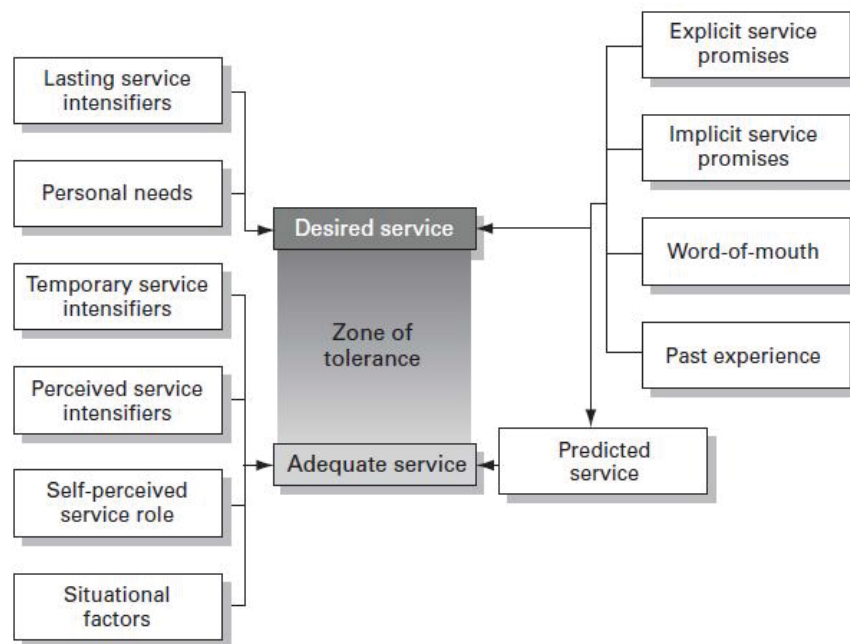 Lasting service
intensifiers
Personal needs
Temporary service
intensifiers
Perceived service
intensifiers
Self-perceived
service role
Situational
factors
Desired service
Zone of
tolerance
Adequate service
Explicit service
promises
Implicit service
promises
Word-of-mouth
Past experience
Predicted
service